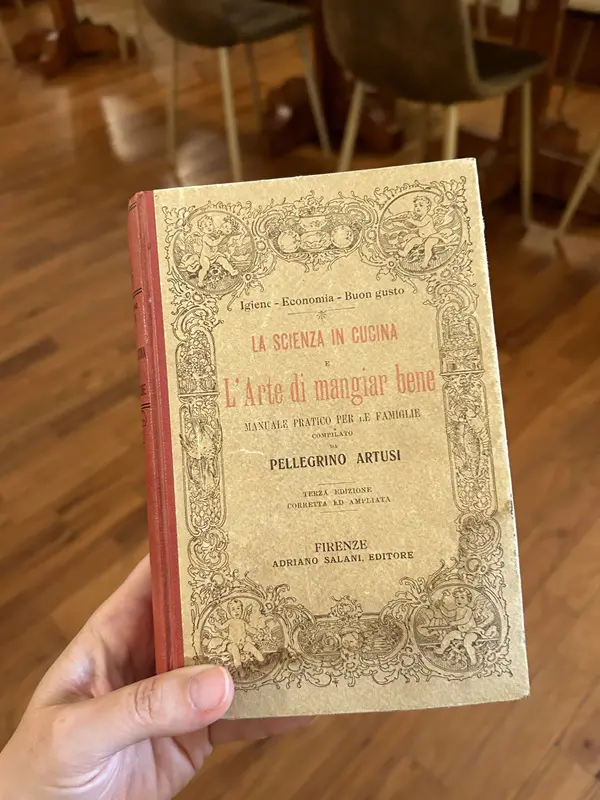 Igiene - Economia - Buon gusto
LA SCIENZA IN CUCINA
E
L'Arte di mangiar bene
MANUALE PRATICO PER LE FAMIGLIE
COMPILATO
DA
PELLEGRINO ARTUSI
TERZA EDIZIONE
CORRETTA ED AMPLIATA
FIRENZE
ADRIANO SALANI, EDITORE